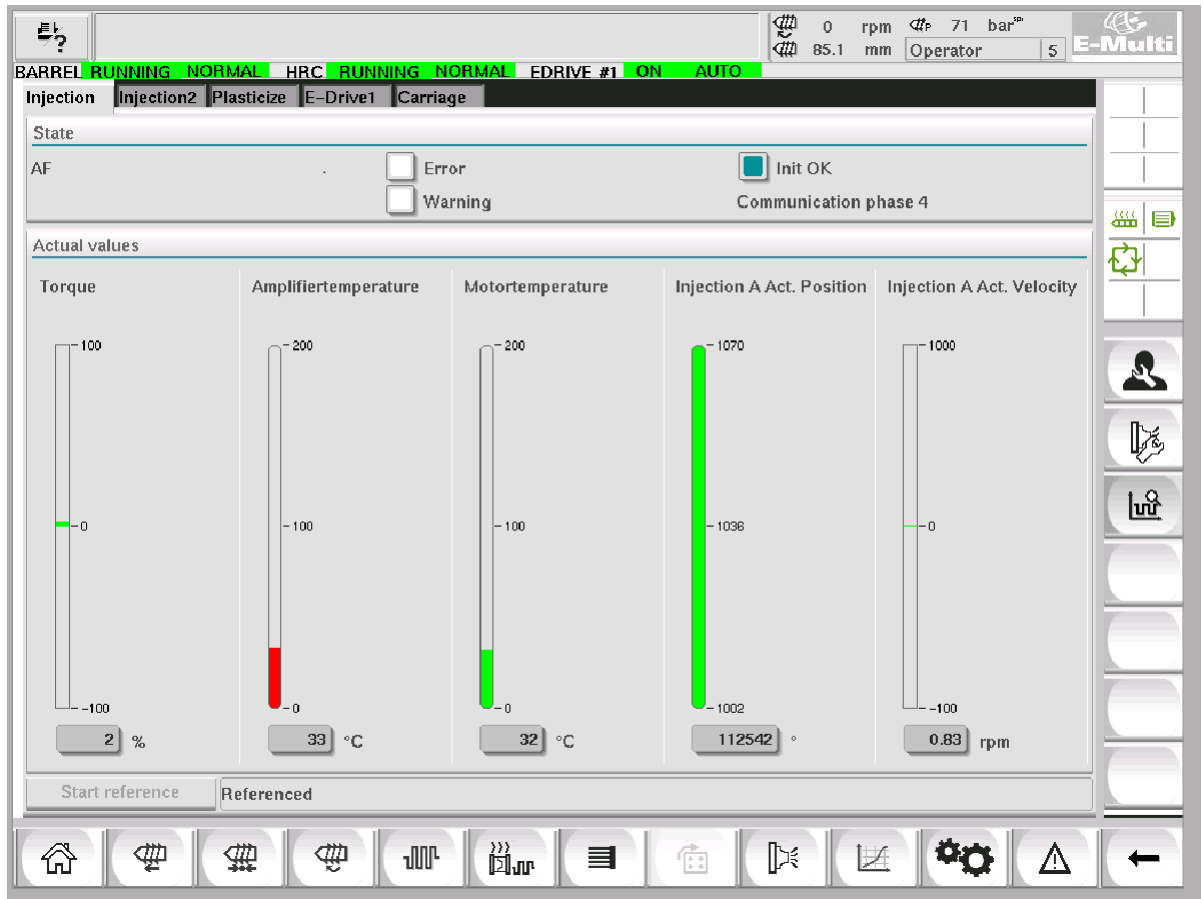 ? 0 rpm P 71 bar spi.
85.1 mm Operator 5 E-Multi
BARREL RUNNING NORMAL HRC RUNNING NORMAL EDRIVE #1 ON AUTO
Injection Injection2 Plasticize E-Drive1 Carriage
State
AF . Error Init OK
Warning Communication phase 4
Actual values
Torque Amplifiertemperature Motortemperature Injection A Act. Position Injection A Act. Velocity
100 200 200 1070 1000
0 100 100 1036 0
-100 0 0 1002 -100
2 % 33 °C 32 °C 112542 ° 0.83 rpm
Start reference Referenced